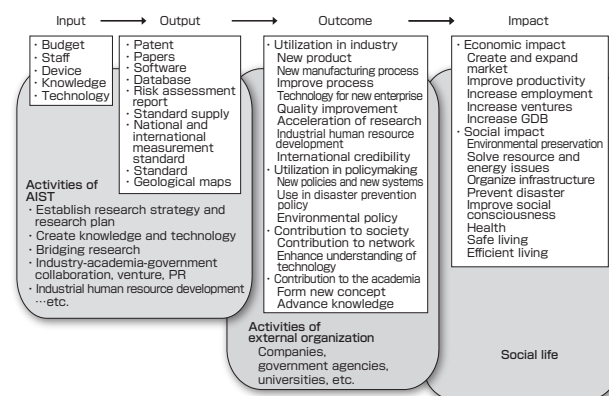 Input
Output
Outcome
Impact
· Budget
· Staff
· Device
· Knowledge
· Technology
· Patent
· Papers
· Software
· Database
· Risk assessment
report
· Standard supply
· National and
international
measurement
standard
· Standard
· Geological maps
· Utilization in industry
New product
New manufacturing process
Improve process
Technology for new enterprise
Quality improvement
Acceleration of research
Industrial human resource
development
International credibility
· Utilization in policymaking
New policies and new systems
Use in disaster prevention
policy
Environmental policy
· Contribution to society
Contribution to network
Enhance understanding of
technology
· Contribution to the academia
Form new concept
Advance knowledge
· Economic impact
Create and expand
market
Improve productivity
Increase employment
Increase ventures
Increase GDB
· Social impact
Environmental preservation
Solve resource and
energy issues
Organize infrastructure
Prevent disaster
Improve social
consciousness
Health
Safe living
Efficient living
Activities of
AIST
· Establish research strategy and
research plan
· Create knowledge and technology
· Bridging research
· Industry-academia-government
collaboration, venture, PR
· Industrial human resource development
…etc.
Activities of
external organization
Companies,
government agencies,
universities, etc.
Social life